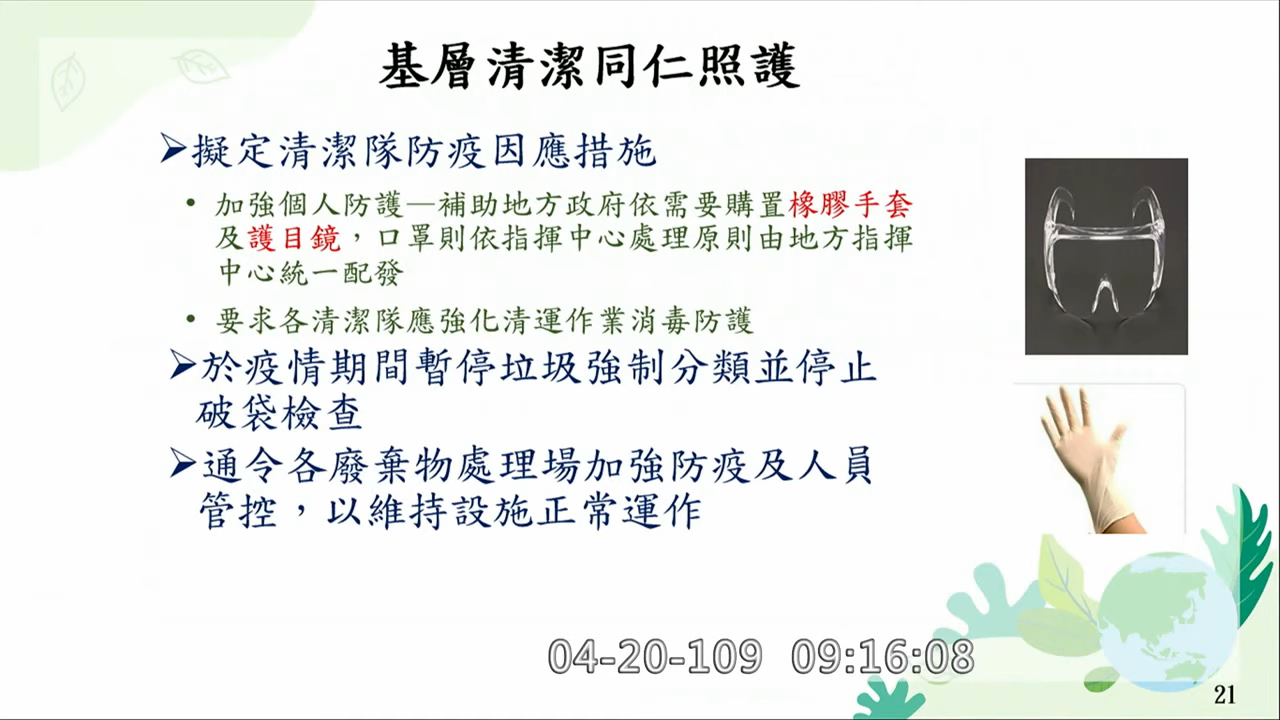 基層清潔同仁照護
➢擬定清潔隊防疫因應措施
• 加強個人防護—補助地方政府依需要購置橡膠手套
及護目鏡，口罩則依指揮中心處理原則由地方指揮
中心統一配發
• 要求各清潔隊應強化清運作業消毒防護
➢於疫情期間暫停垃圾強制分類並停止
破袋檢查
➢通令各廢棄物處理場加強防疫及人員
管控，以維持設施正常運作
04-20-109 09:16:08
21